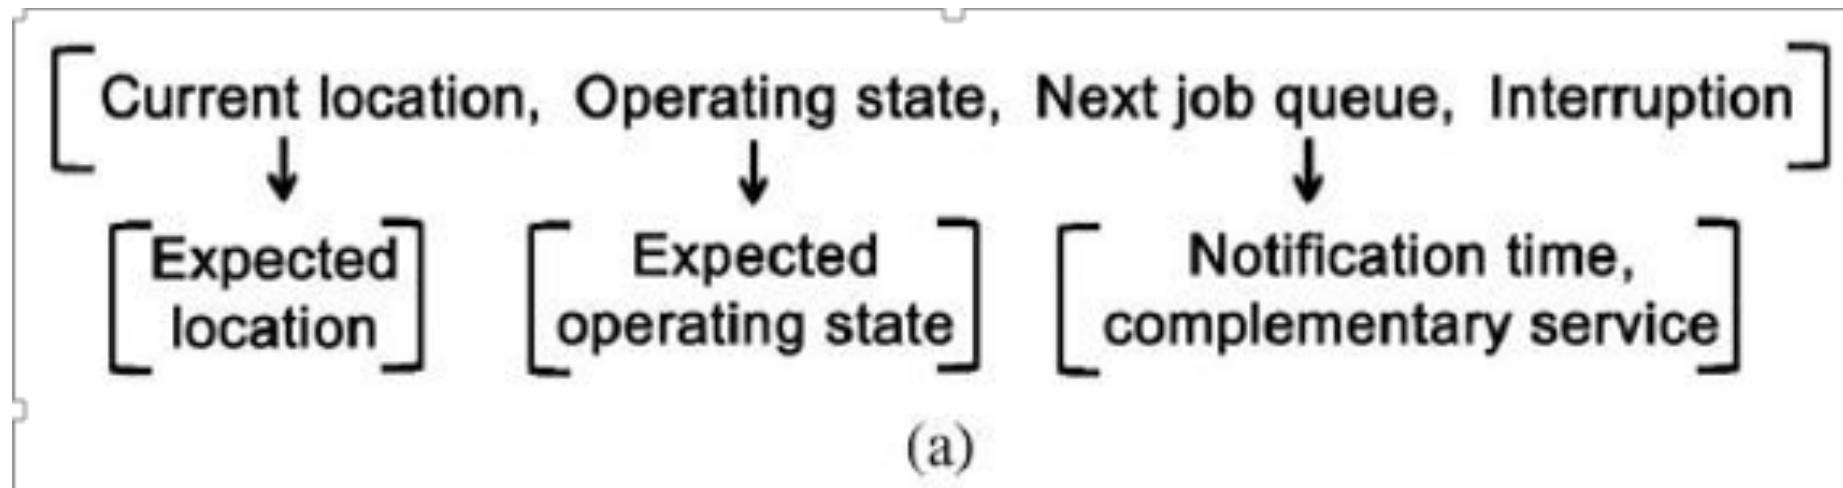 Current location, Operating state, Next job queue, Interruption
Expected
location
Expected
operating state
Notification time,
complementary service
(a)